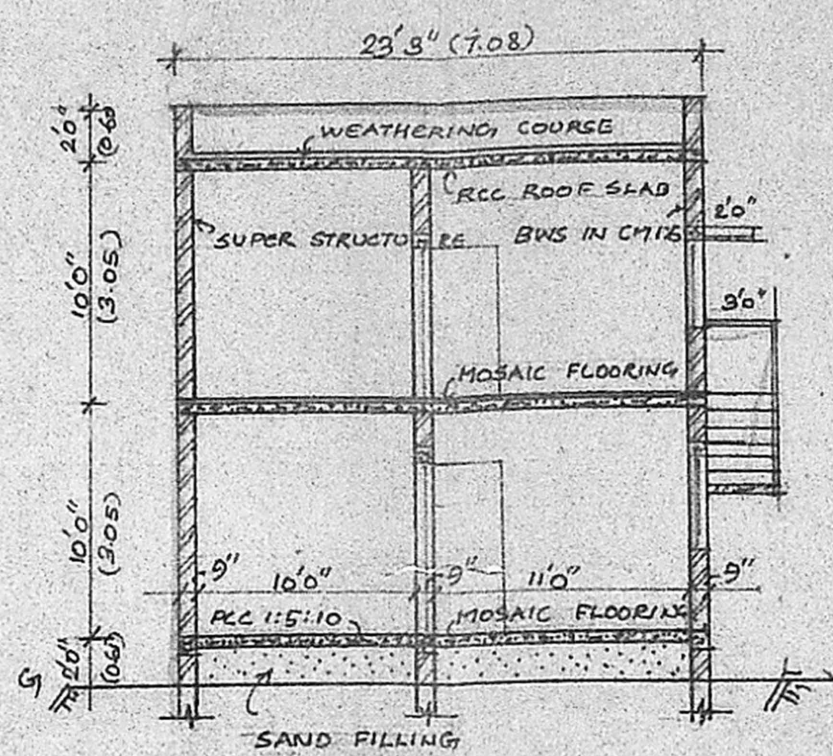 23'3" (7.08)
2'0"
(0.6)
WEATHERING COURSE
RCC ROOF SLAB
2'0"
SUPER STRUCTURE
BWS IN CM 1:6
10'0"
(3.05)
3'0"
MOSAIC FLOORING
10'0"
(3.05)
9"
10'0"
9"
11'0"
9"
PCC 1:5:10
MOSAIC FLOORING
2'0"
(0.6)
G
L
SAND FILLING